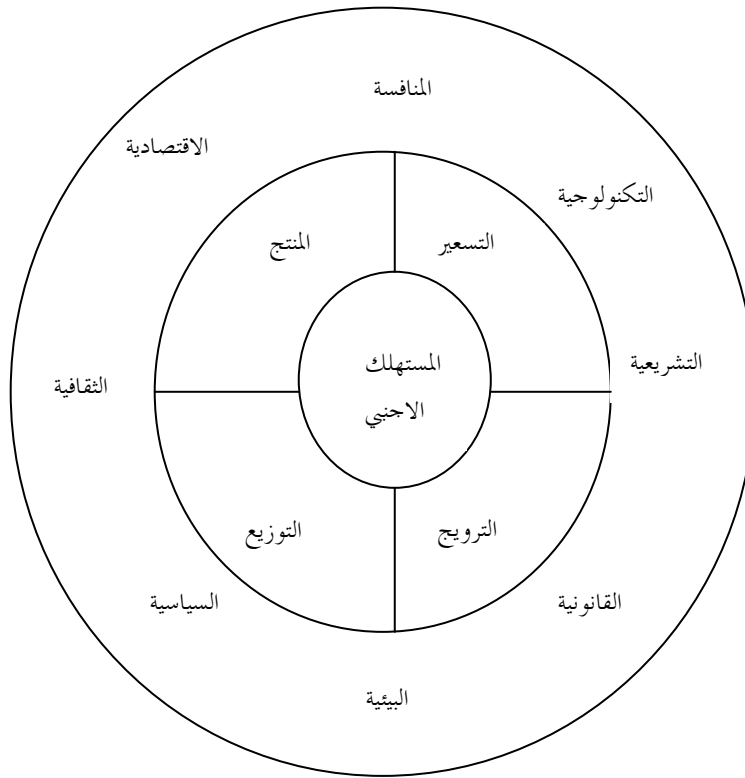 المنافسة
الاقتصادية
التكنولوجية
المنتج
التسعير
المستهلك
الاجنبي
التشريعية
الثقافية
التوزيع
الترويج
السياسية
القانونية
البيئية